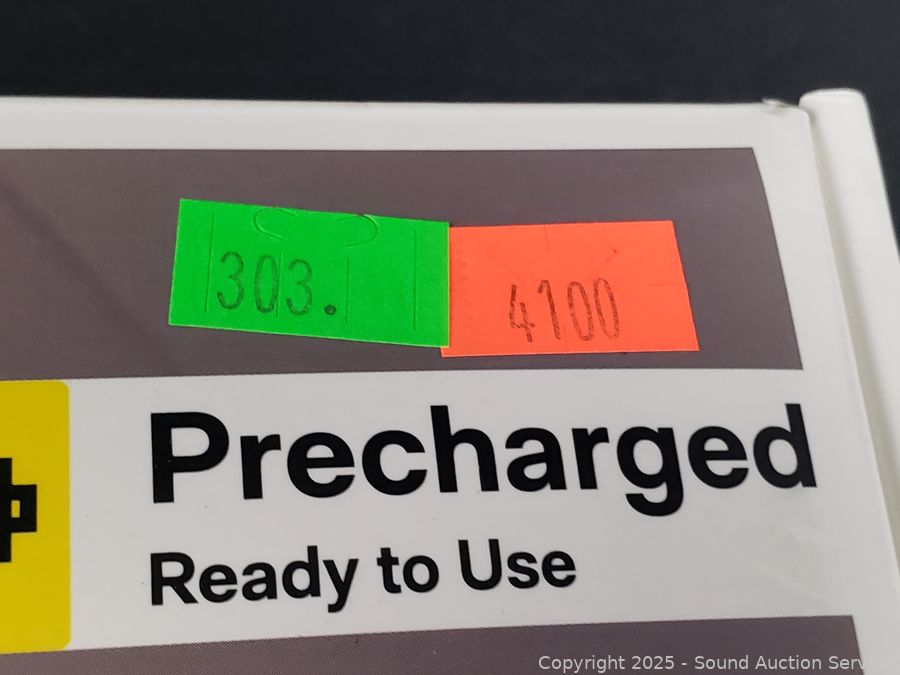 303.
4100
Precharged
Ready to Use
Copyright 2025 - Sound Auction Service